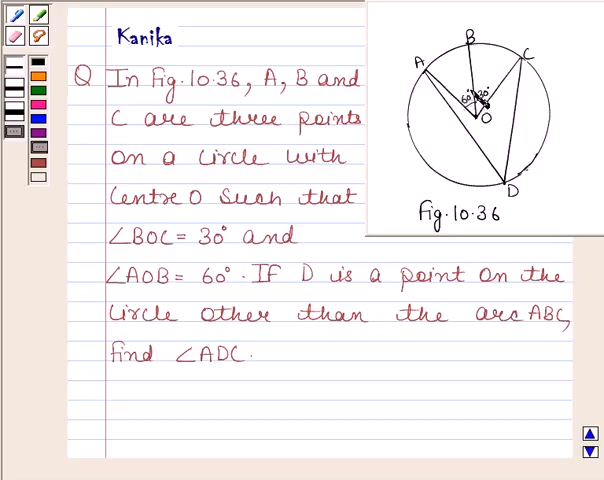 Kanika
Q In Fig.10.36, A, B and
C are three points
on a circle with
Centre O Such that
∠BOC = 30° and
∠AOB = 60°. IF D is a point on the
Circle other than the arc ABC,
find ∠ADC.
B
A
C
60° 30°
O
D
Fig.10.36